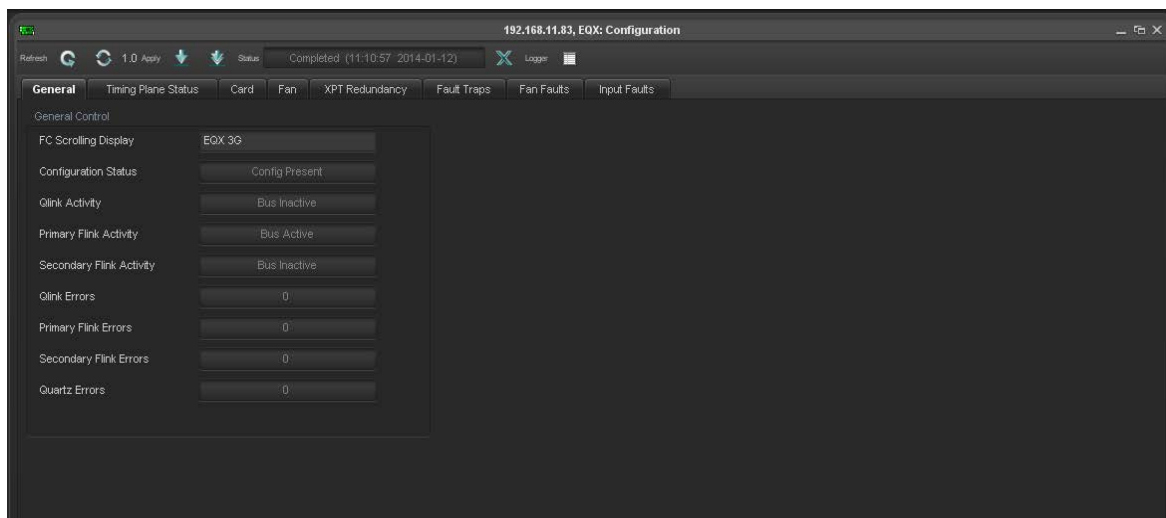 192.168.11.83, EQX: Configuration
Refresh 1.0 Apply Status Completed (11:10:57 2014-01-12) Logger
General Timing Plane Status Card Fan XPT Redundancy Fault Traps Fan Faults Input Faults
General Control
FC Scrolling Display EQX 3G
Configuration Status Config Present
Qlink Activity Bus Inactive
Primary Flink Activity Bus Active
Secondary Flink Activity Bus Inactive
Qlink Errors 0
Primary Flink Errors 0
Secondary Flink Errors 0
Quartz Errors 0